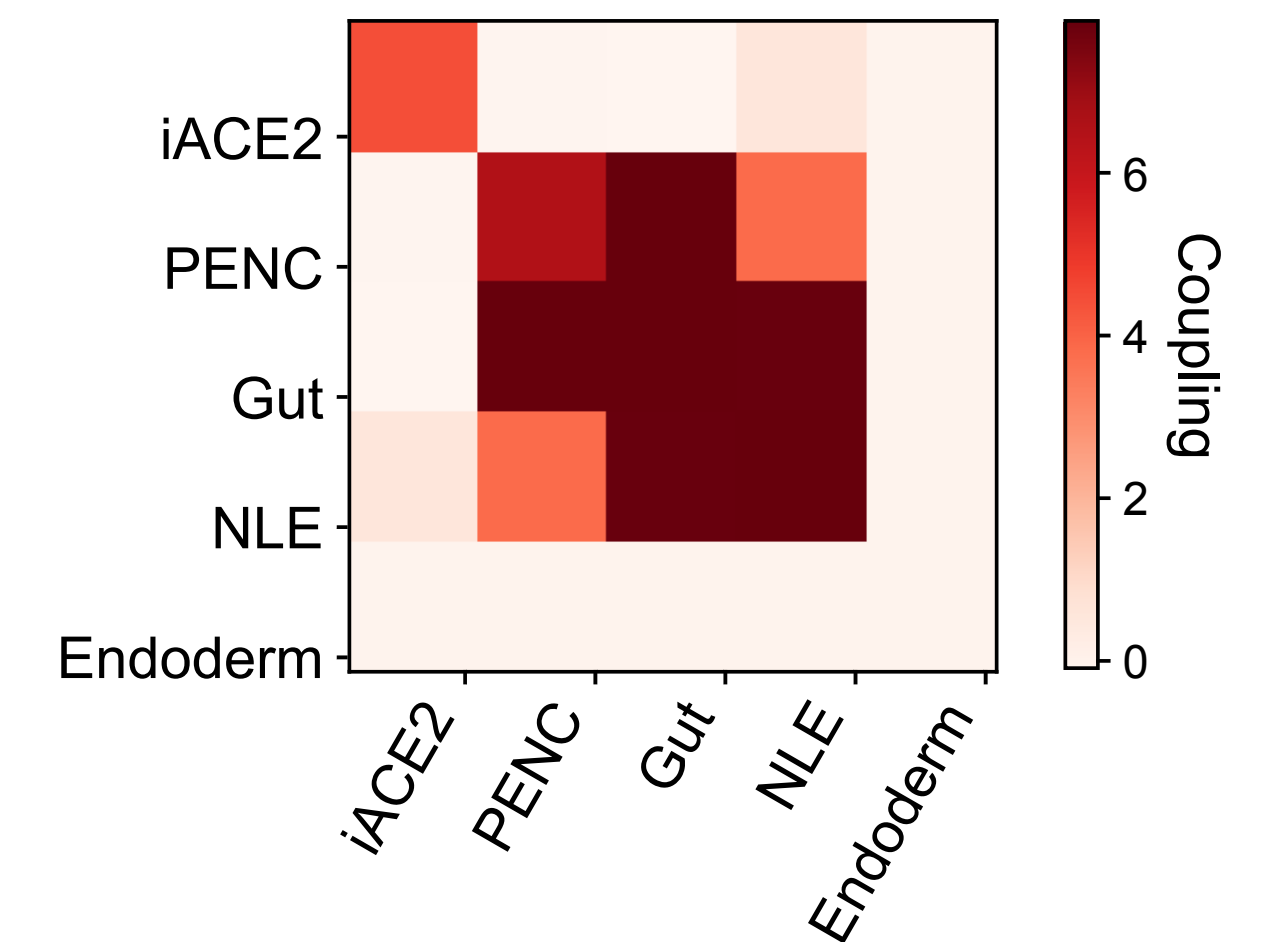 iACE2
PENC
Gut
NLE
Endoderm
iACE2
PENC
Gut
NLE
Endoderm
6
4
2
0
Coupling